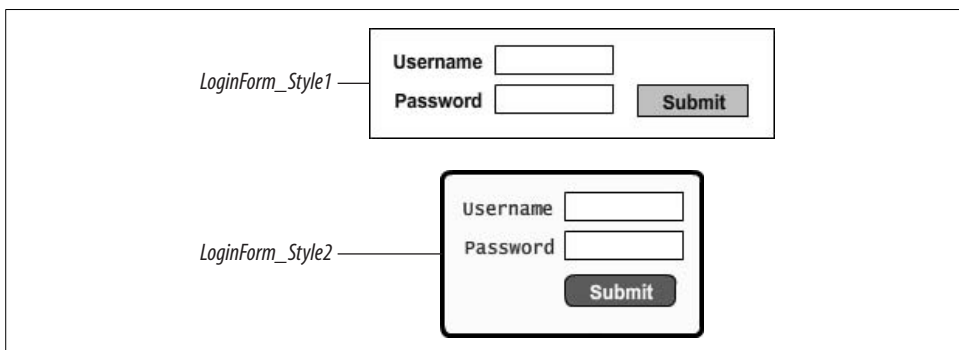 LoginForm_Style1
Username
Password
Submit
LoginForm_Style2
Username
Password
Submit